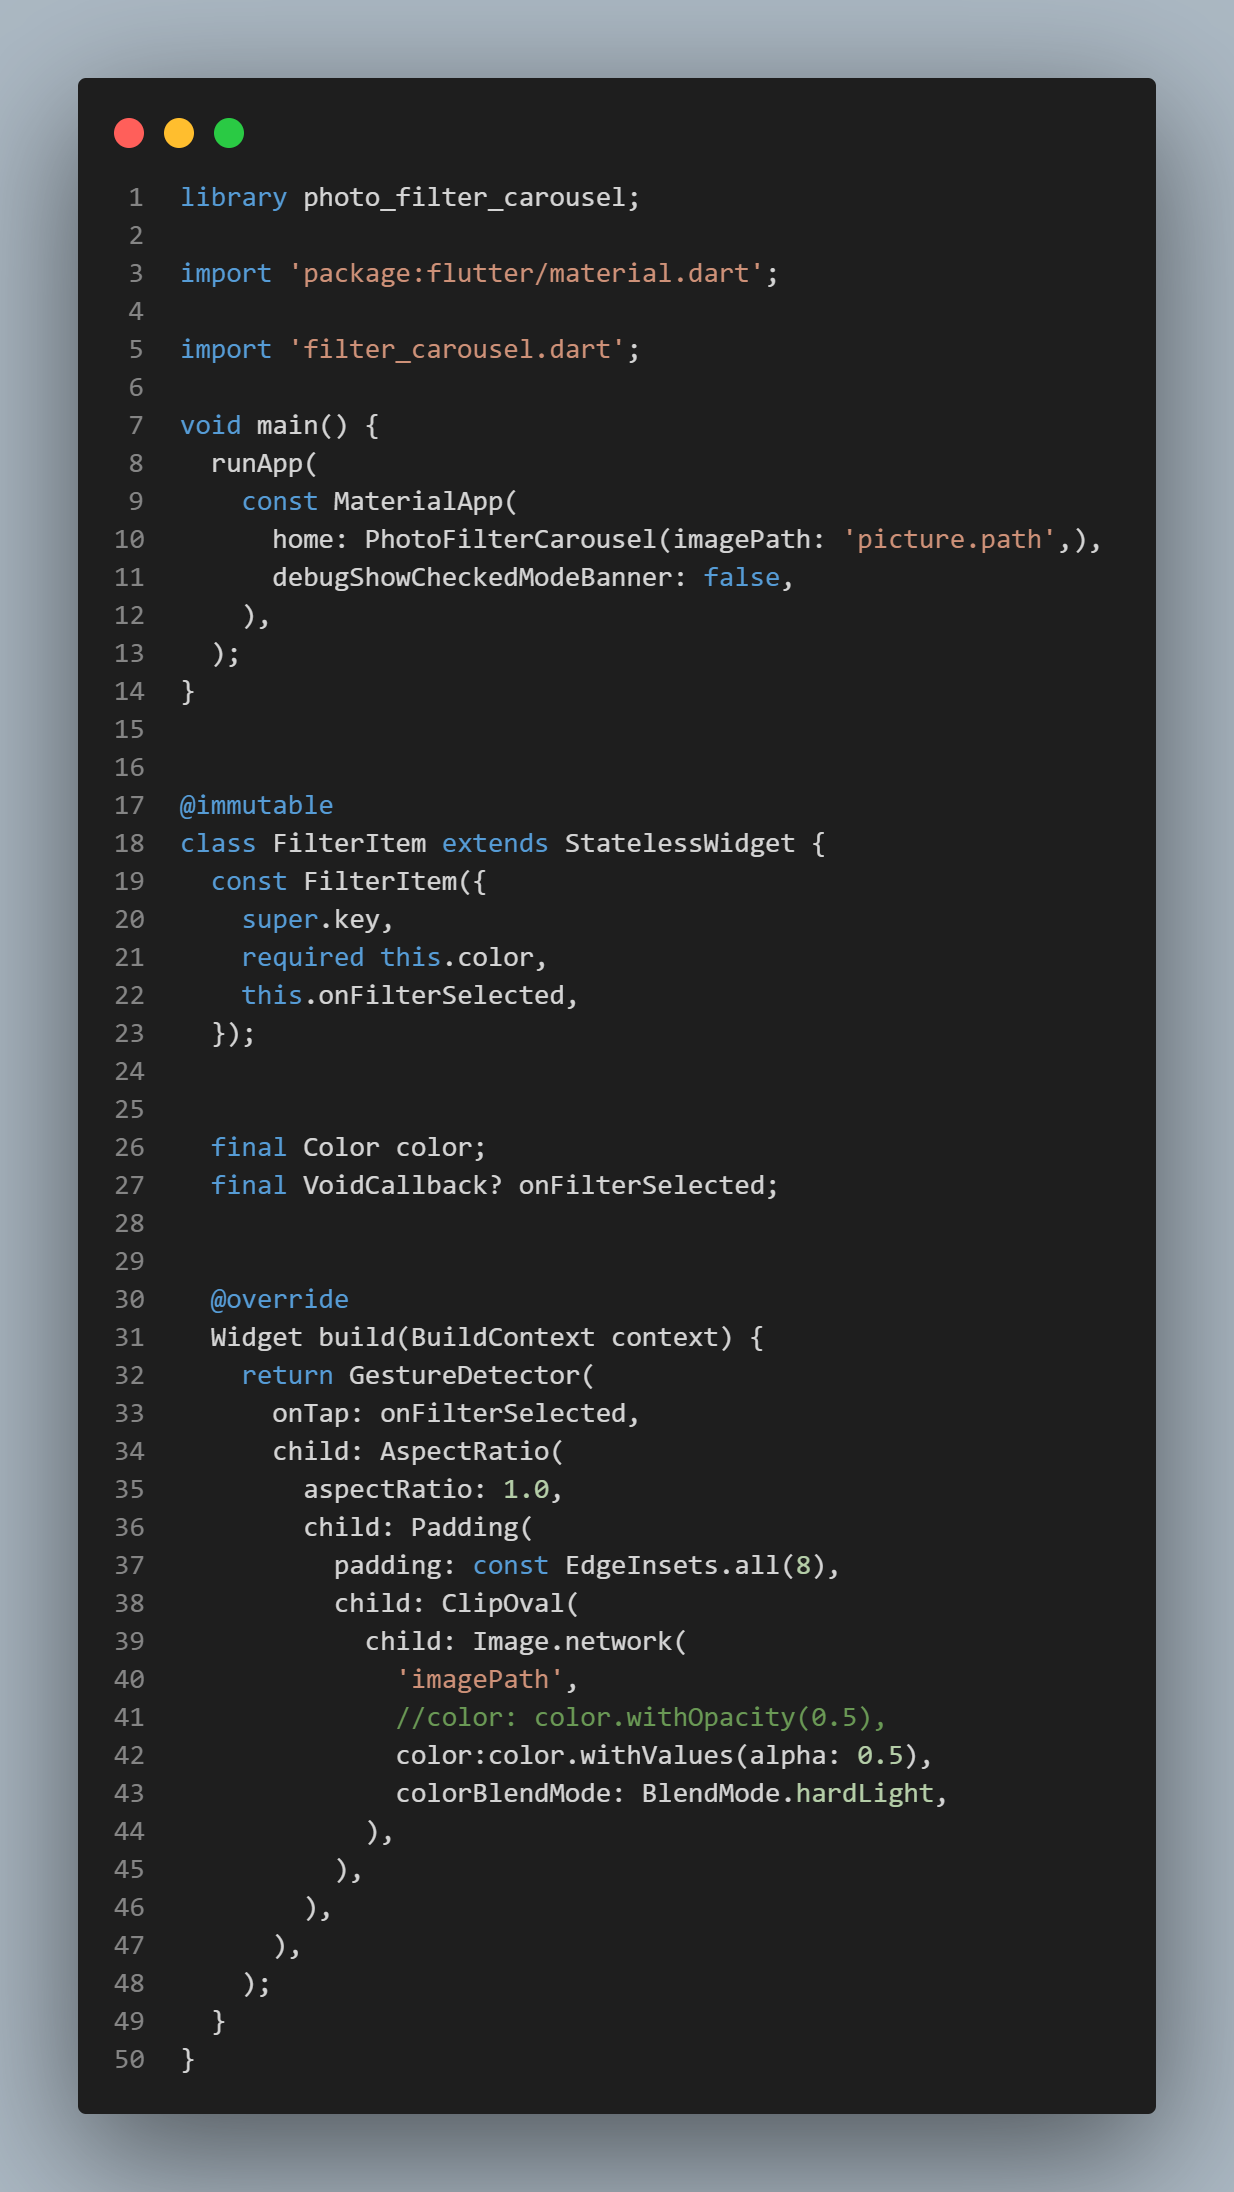 1 library photo_filter_carousel;
2
3 import 'package:flutter/material.dart';
4
5 import 'filter_carousel.dart';
6
7 void main() {
8   runApp(
9     const MaterialApp(
10       home: PhotoFilterCarousel(imagePath: 'picture.path',),
11       debugShowCheckedModeBanner: false,
12     ),
13   );
14 }
15
16
17 @immutable
18 class FilterItem extends StatelessWidget {
19   const FilterItem({
20     super.key,
21     required this.color,
22     this.onFilterSelected,
23   });
24
25
26   final Color color;
27   final VoidCallback? onFilterSelected;
28
29
30   @override
31   Widget build(BuildContext context) {
32     return GestureDetector(
33       onTap: onFilterSelected,
34       child: AspectRatio(
35         aspectRatio: 1.0,
36         child: Padding(
37           padding: const EdgeInsets.all(8),
38           child: ClipOval(
39             child: Image.network(
40               'imagePath',
41               //color: color.withOpacity(0.5),
42               color:color.withValues(alpha: 0.5),
43               colorBlendMode: BlendMode.hardLight,
44             ),
45           ),
46         ),
47       ),
48     );
49   }
50 }